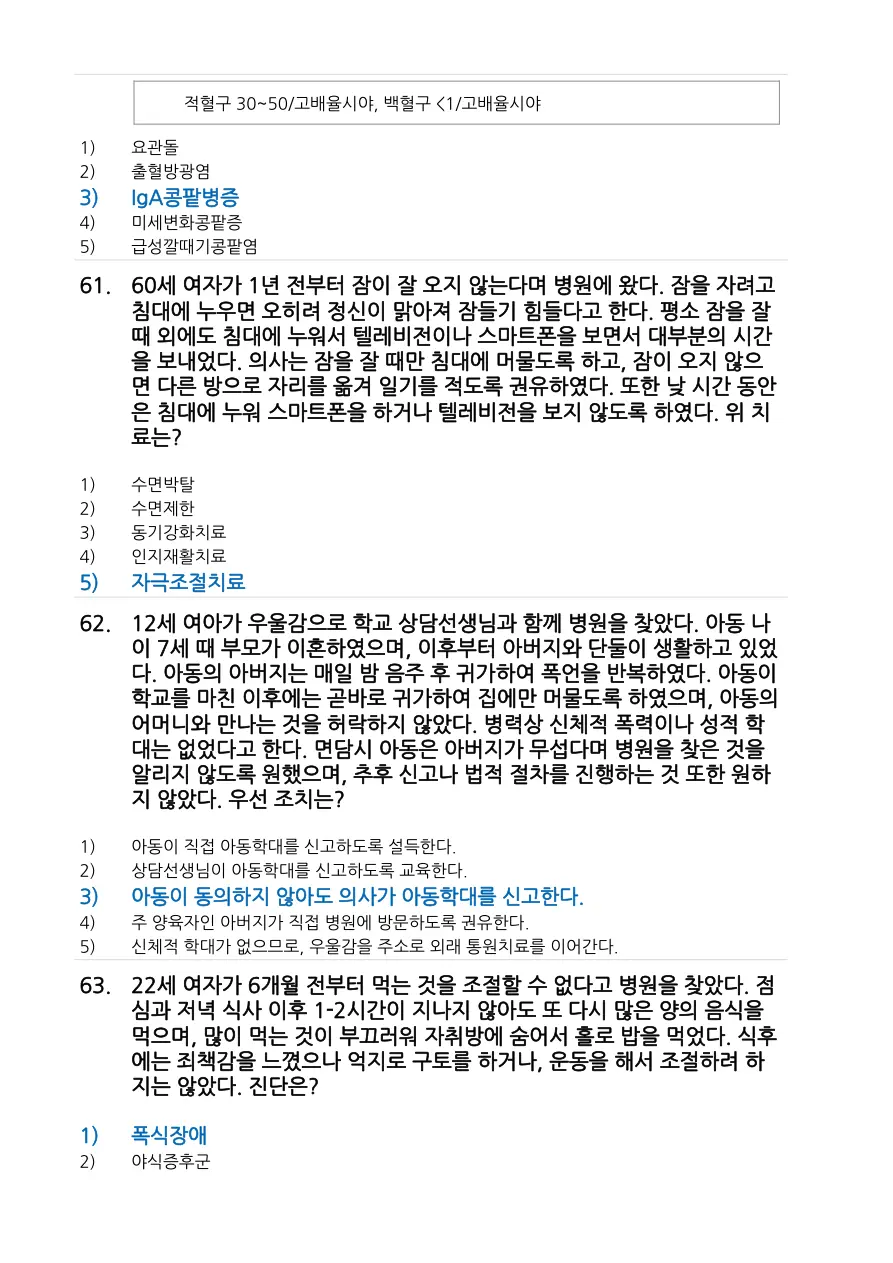 적혈구 30~50/고배율시야, 백혈구 <1/고배율시야
1) 요관돌
2) 출혈방광염
3) IgA콩팥병증
4) 미세변화콩팥증
5) 급성깔때기콩팥염
61. 60세 여자가 1년 전부터 잠이 잘 오지 않는다며 병원에 왔다. 잠을 자려고
침대에 누우면 오히려 정신이 맑아져 잠들기 힘들다고 한다. 평소 잠을 잘
때 외에도 침대에 누워서 텔레비전이나 스마트폰을 보면서 대부분의 시간
을 보내었다. 의사는 잠을 잘 때만 침대에 머물도록 하고, 잠이 오지 않으
면 다른 방으로 자리를 옮겨 일기를 적도록 권유하였다. 또한 낮 시간 동안
은 침대에 누워 스마트폰을 하거나 텔레비전을 보지 않도록 하였다. 위 치
료는?
1) 수면박탈
2) 수면제한
3) 동기강화치료
4) 인지재활치료
5) 자극조절치료
62. 12세 여아가 우울감으로 학교 상담선생님과 함께 병원을 찾았다. 아동 나
이 7세 때 부모가 이혼하였으며, 이후부터 아버지와 단둘이 생활하고 있었
다. 아동의 아버지는 매일 밤 음주 후 귀가하여 폭언을 반복하였다. 아동이
학교를 마친 이후에는 곧바로 귀가하여 집에만 머물도록 하였으며, 아동의
어머니와 만나는 것을 허락하지 않았다. 병력상 신체적 폭력이나 성적 학
대는 없었다고 한다. 면담시 아동은 아버지가 무섭다며 병원을 찾은 것을
알리지 않도록 원했으며, 추후 신고나 법적 절차를 진행하는 것 또한 원하
지 않았다. 우선 조치는?
1) 아동이 직접 아동학대를 신고하도록 설득한다.
2) 상담선생님이 아동학대를 신고하도록 교육한다.
3) 아동이 동의하지 않아도 의사가 아동학대를 신고한다.
4) 주 양육자인 아버지가 직접 병원에 방문하도록 권유한다.
5) 신체적 학대가 없으므로, 우울감을 주소로 외래 통원치료를 이어간다.
63. 22세 여자가 6개월 전부터 먹는 것을 조절할 수 없다고 병원을 찾았다. 점
심과 저녁 식사 이후 1-2시간이 지나지 않아도 또 다시 많은 양의 음식을
먹으며, 많이 먹는 것이 부끄러워 자취방에 숨어서 홀로 밥을 먹었다. 식후
에는 죄책감을 느꼈으나 억지로 구토를 하거나, 운동을 해서 조절하려 하
지는 않았다. 진단은?
1) 폭식장애
2) 야식증후군